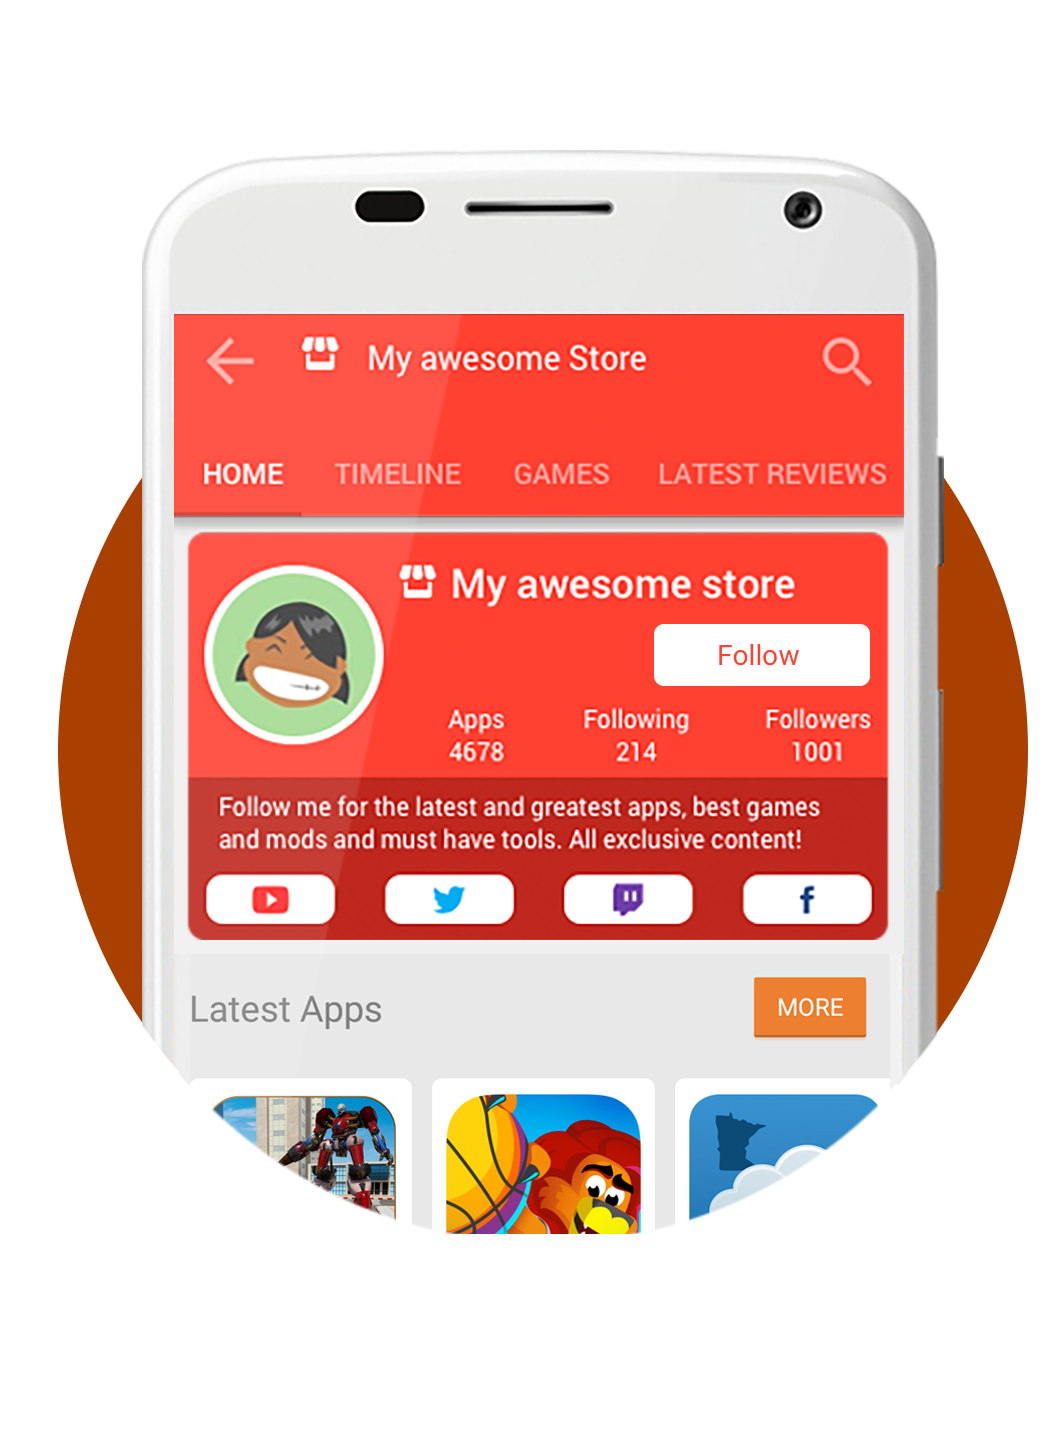 My awesome Store
HOME TIMELINE GAMES LATEST REVIEWS
My awesome store
Follow
Apps Following Followers
4678 214 1001
Follow me for the latest and greatest apps, best games
and mods and must have tools. All exclusive content!
Latest Apps MORE